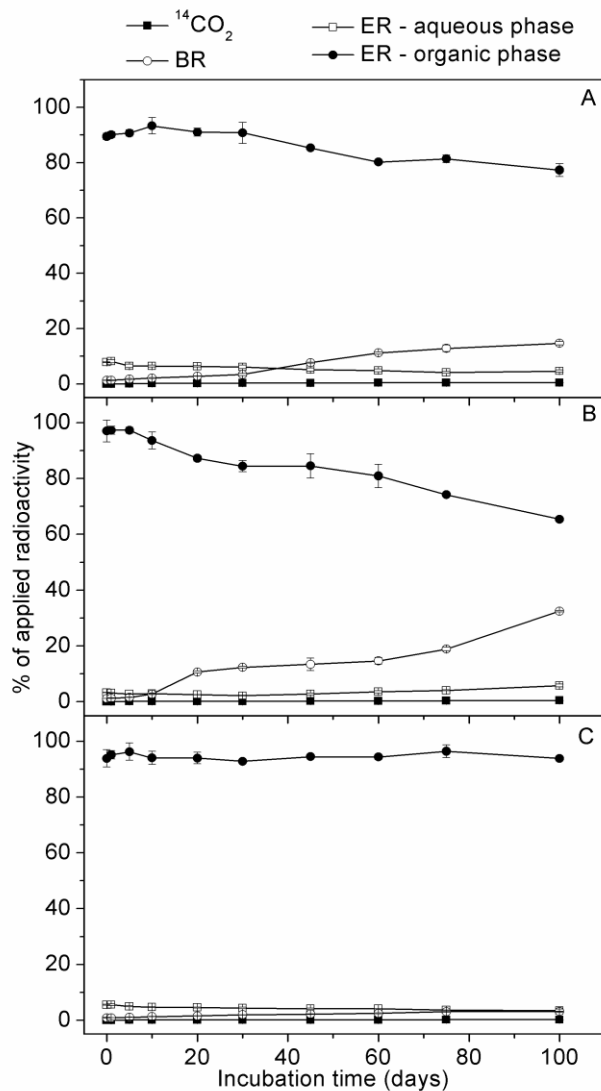 ¹⁴CO₂
ER - aqueous phase
BR
ER - organic phase
A
100
80
60
40
20
0
B
100
80
60
40
20
0
C
100
80
60
40
20
0
% of applied radioactivity
0 20 40 60 80 100
Incubation time (days)